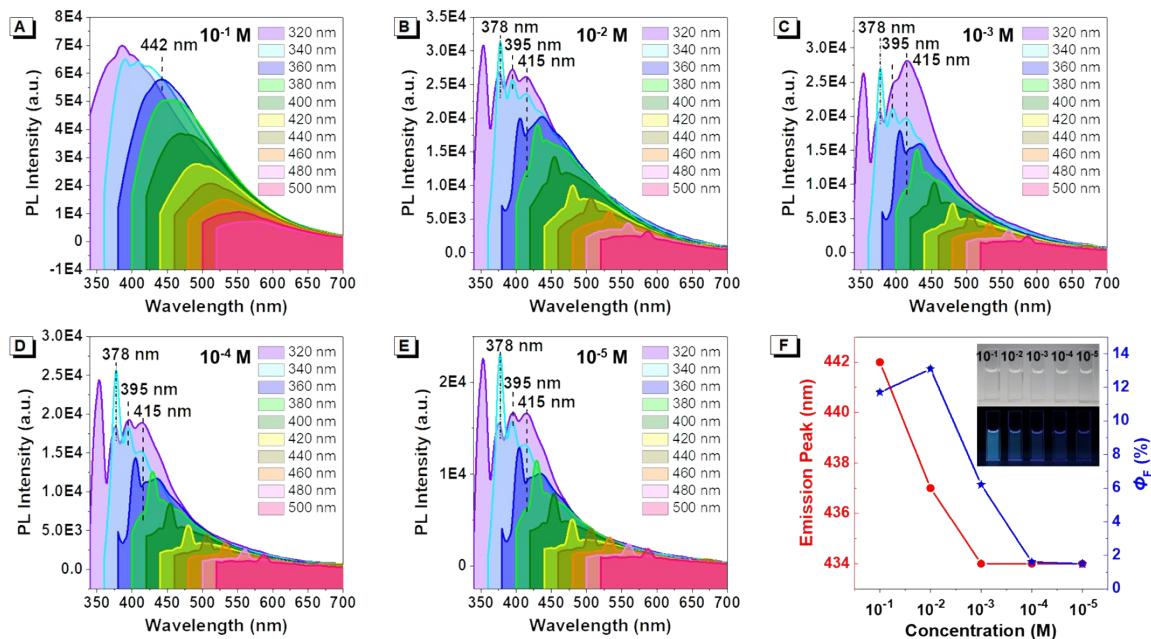 A
10⁻¹ M
442 nm
320 nm
340 nm
360 nm
380 nm
400 nm
420 nm
440 nm
460 nm
480 nm
500 nm
8E4
7E4
6E4
5E4
4E4
3E4
2E4
1E4
0
-1E4
PL Intensity (a.u.)
350 400 450 500 550 600 650 700
Wavelength (nm)
B
10⁻² M
378 nm
395 nm
415 nm
320 nm
340 nm
360 nm
380 nm
400 nm
420 nm
440 nm
460 nm
480 nm
500 nm
3.5E4
3.0E4
2.5E4
2.0E4
1.5E4
1.0E4
5.0E3
0.0
PL Intensity (a.u.)
350 400 450 500 550 600 650 700
Wavelength (nm)
C
10⁻³ M
378 nm
395 nm
415 nm
320 nm
340 nm
360 nm
380 nm
400 nm
420 nm
440 nm
460 nm
480 nm
500 nm
3.0E4
2.5E4
2.0E4
1.5E4
1.0E4
5.0E3
0.0
PL Intensity (a.u.)
350 400 450 500 550 600 650 700
Wavelength (nm)
D
10⁻⁴ M
378 nm
395 nm
415 nm
320 nm
340 nm
360 nm
380 nm
400 nm
420 nm
440 nm
460 nm
480 nm
500 nm
3.0E4
2.5E4
2.0E4
1.5E4
1.0E4
5.0E3
0.0
PL Intensity (a.u.)
350 400 450 500 550 600 650 700
Wavelength (nm)
E
10⁻⁵ M
378 nm
395 nm
415 nm
320 nm
340 nm
360 nm
380 nm
400 nm
420 nm
440 nm
460 nm
480 nm
500 nm
2E4
1E4
0.0
PL Intensity (a.u.)
350 400 450 500 550 600 650 700
Wavelength (nm)
F
10⁻¹ 10⁻² 10⁻³ 10⁻⁴ 10⁻⁵
442
440
438
436
434
Emission Peak (nm)
14
12
10
8
6
4
2
0
ΦF (%)
10⁻¹ 10⁻² 10⁻³ 10⁻⁴ 10⁻⁵
Concentration (M)